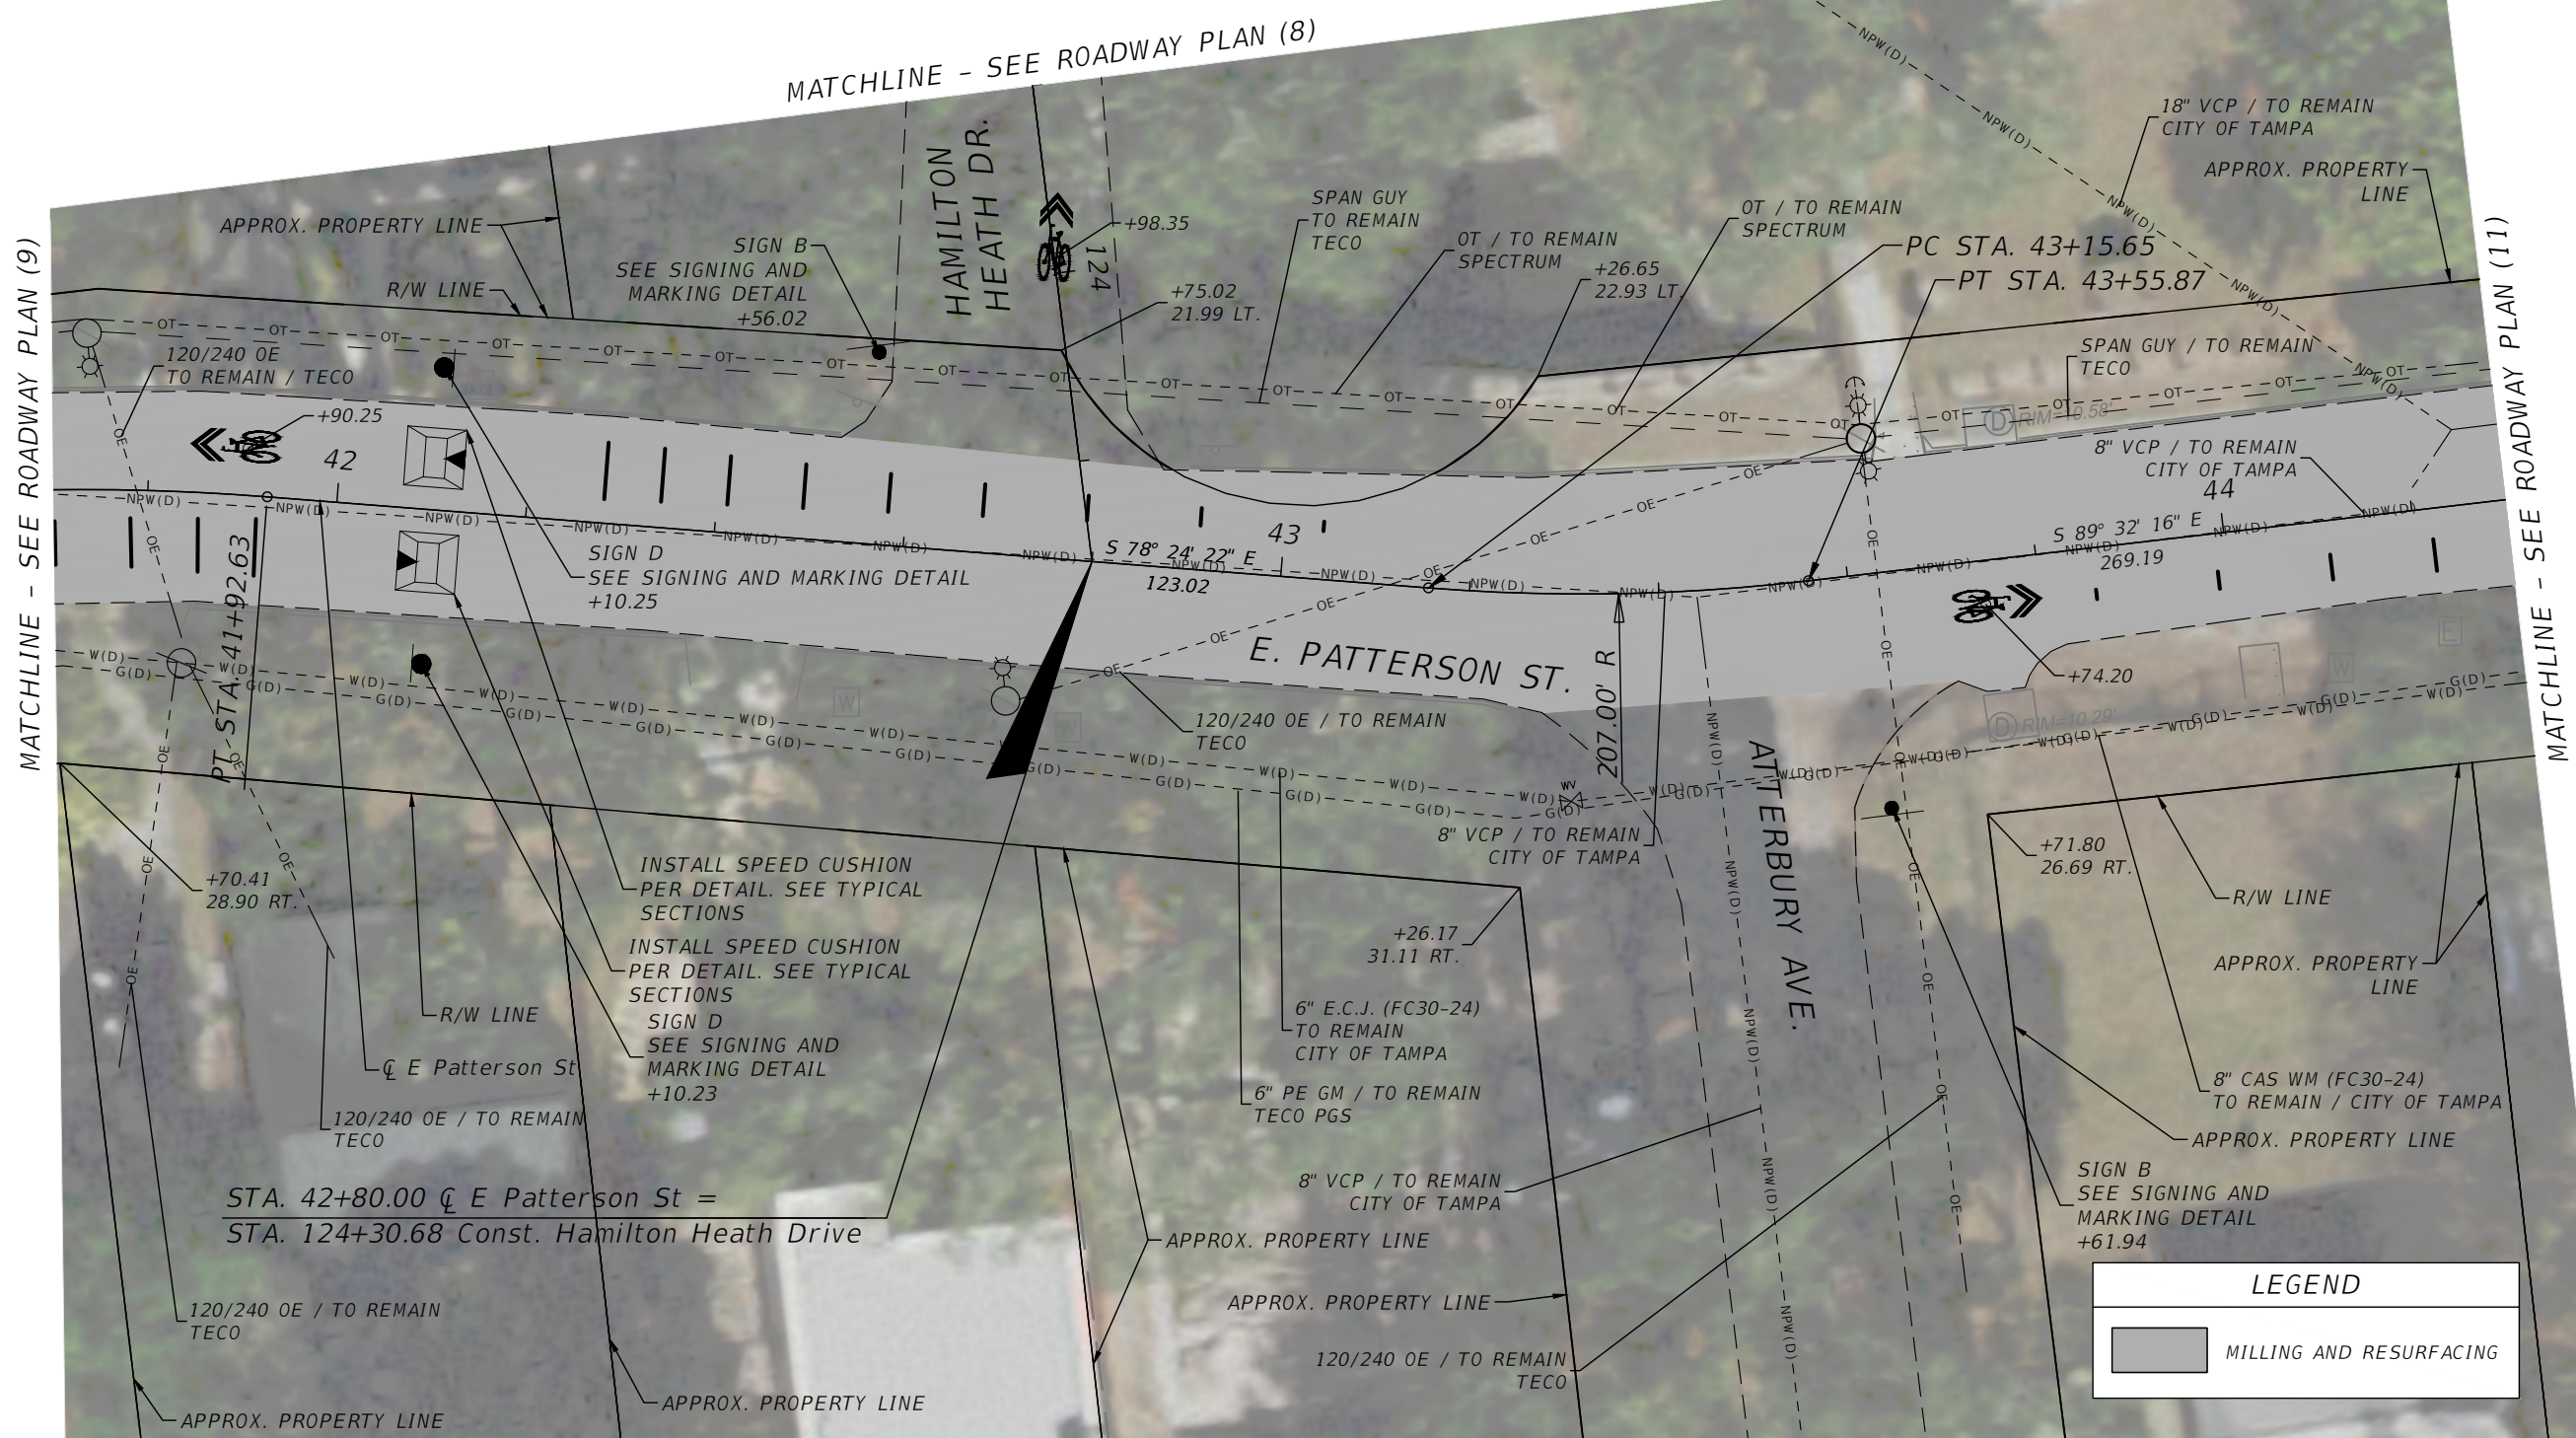 MATCHLINE - SEE ROADWAY PLAN (8)
MATCHLINE - SEE ROADWAY PLAN (9)
MATCHLINE - SEE ROADWAY PLAN (11)
18" VCP / TO REMAIN
CITY OF TAMPA
APPROX. PROPERTY
LINE
APPROX. PROPERTY LINE
R/W LINE
SIGN B
SEE SIGNING AND
MARKING DETAIL
+56.02
HAMILTON
HEATH DR.
124
+98.35
+75.02
21.99 LT.
SPAN GUY
TO REMAIN
TECO
OT / TO REMAIN
SPECTRUM
+26.65
22.93 LT.
OT / TO REMAIN
SPECTRUM
PC STA. 43+15.65
PT STA. 43+55.87
SPAN GUY / TO REMAIN
TECO
120/240 OE
TO REMAIN / TECO
+90.25
42
RIM=10.58'
8" VCP / TO REMAIN
CITY OF TAMPA
44
S 89° 32' 16" E
269.19
43
S 78° 24' 22" E
123.02
SIGN D
SEE SIGNING AND MARKING DETAIL
+10.25
PT STA. 41+92.63
E. PATTERSON ST.
207.00' R
+74.20
RIM=10.29'
120/240 OE / TO REMAIN
TECO
WV
ATTERBURY AVE.
8" VCP / TO REMAIN
CITY OF TAMPA
+71.80
26.69 RT.
R/W LINE
+70.41
28.90 RT.
INSTALL SPEED CUSHION
PER DETAIL. SEE TYPICAL
SECTIONS
INSTALL SPEED CUSHION
PER DETAIL. SEE TYPICAL
SECTIONS
SIGN D
SEE SIGNING AND
MARKING DETAIL
+10.23
+26.17
31.11 RT.
APPROX. PROPERTY
LINE
R/W LINE
℄ E Patterson St
120/240 OE / TO REMAIN
TECO
6" E.C.J. (FC30-24)
TO REMAIN
CITY OF TAMPA
6" PE GM / TO REMAIN
TECO PGS
8" CAS WM (FC30-24)
TO REMAIN / CITY OF TAMPA
APPROX. PROPERTY LINE
SIGN B
SEE SIGNING AND
MARKING DETAIL
+61.94
8" VCP / TO REMAIN
CITY OF TAMPA
STA. 42+80.00 ℄ E Patterson St =
STA. 124+30.68 Const. Hamilton Heath Drive
APPROX. PROPERTY LINE
APPROX. PROPERTY LINE
120/240 OE / TO REMAIN
TECO
120/240 OE / TO REMAIN
TECO
APPROX. PROPERTY LINE
APPROX. PROPERTY LINE
LEGEND
MILLING AND RESURFACING